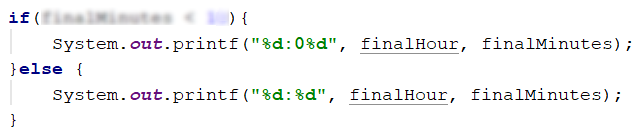 if(){
System.out.printf("%d:0%d", finalHour, finalMinutes);
}else {
System.out.printf("%d:%d", finalHour, finalMinutes);
}